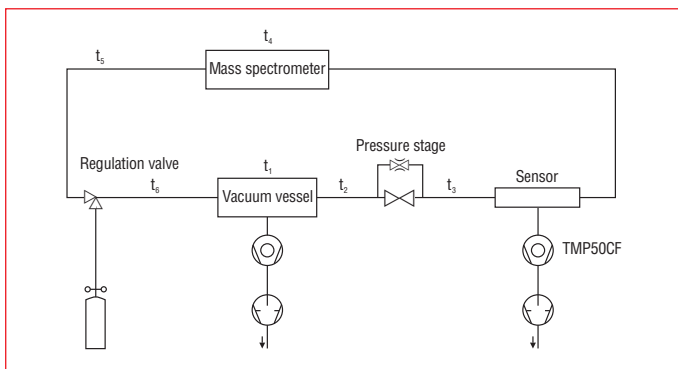 t₄
t₅
Mass spectrometer
Pressure stage
Regulation valve
t₁
Sensor
t₆
Vacuum vessel
t₂
t₃
TMP50CF